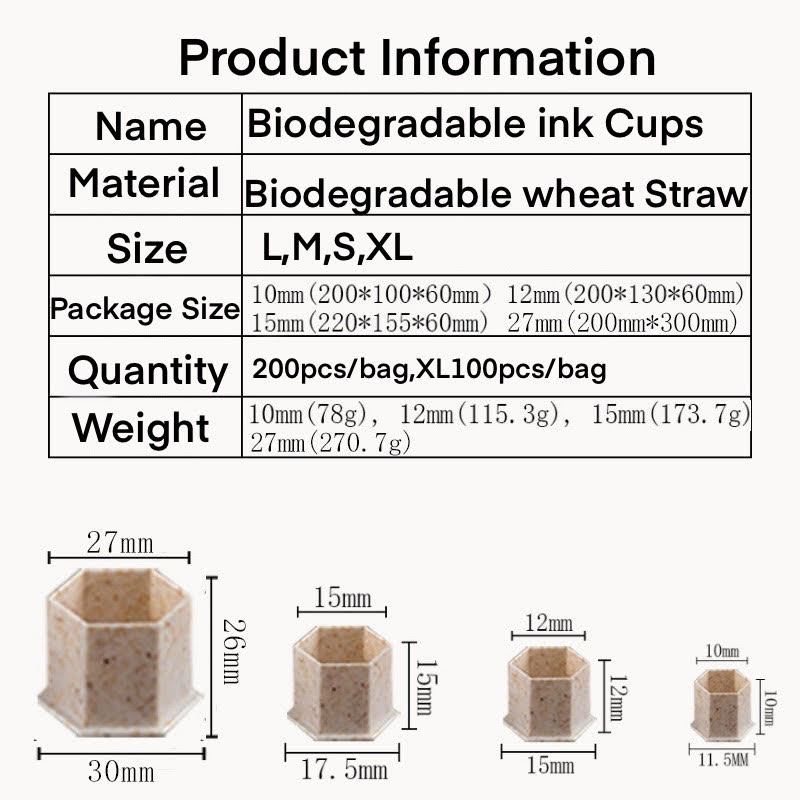 Product Information
Name
Biodegradable ink Cups
Material
Biodegradable wheat Straw
Size
L,M,S,XL
Package Size
10mm(200*100*60mm) 12mm(200*130*60mm)
15mm(220*155*60mm) 27mm(200mm*300mm)
Quantity
200pcs/bag,XL100pcs/bag
Weight
10mm(78g), 12mm(115.3g), 15mm(173.7g)
27mm(270.7g)
27mm
26mm
30mm
15mm
15mm
17.5mm
12mm
12mm
15mm
10mm
10mm
11.5MM